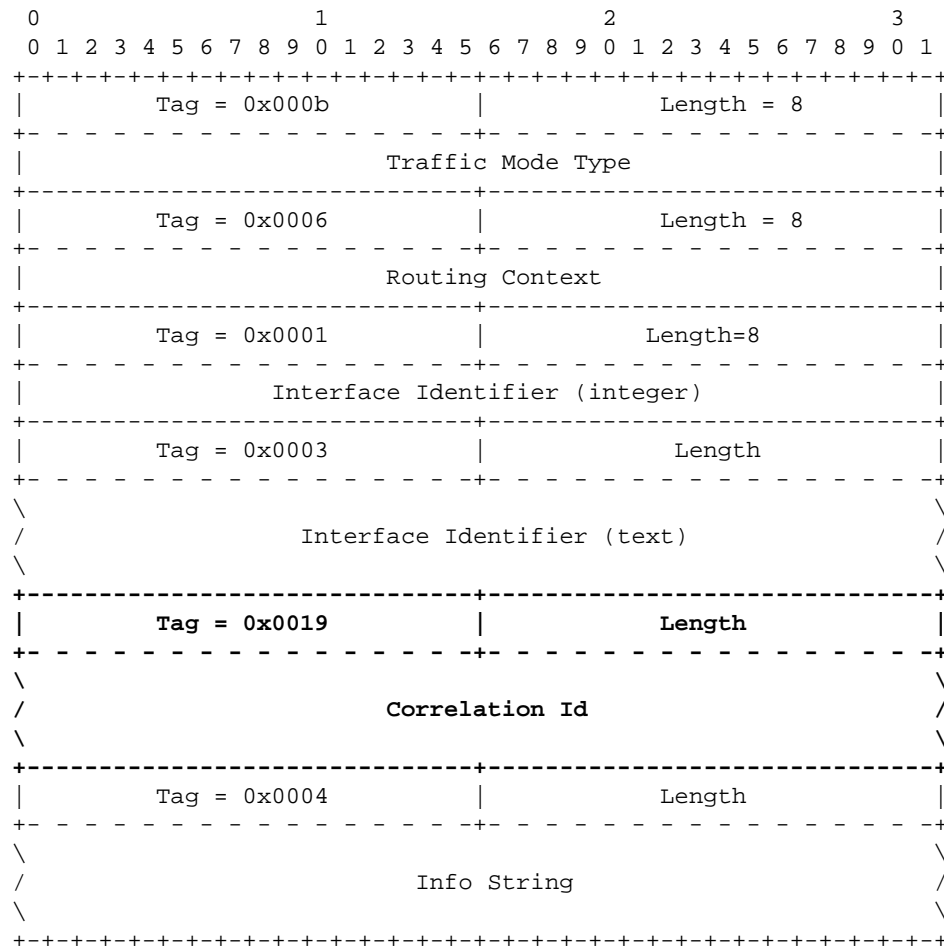 0                   1                   2                   3
 0 1 2 3 4 5 6 7 8 9 0 1 2 3 4 5 6 7 8 9 0 1 2 3 4 5 6 7 8 9 0 1
+-+-+-+-+-+-+-+-+-+-+-+-+-+-+-+-+-+-+-+-+-+-+-+-+-+-+-+-+-+-+-+-+
|         Tag = 0x000b          |            Length = 8         |
+- - - - - - - - - - - - - - - -+- - - - - - - - - - - - - - - -+
|                         Traffic Mode Type                     |
+-------------------------------+-------------------------------+
|         Tag = 0x0006          |            Length = 8         |
+- - - - - - - - - - - - - - - -+- - - - - - - - - - - - - - - -+
|                         Routing Context                       |
+-------------------------------+-------------------------------+
|         Tag = 0x0001          |           Length=8            |
+- - - - - - - - - - - - - - - -+- - - - - - - - - - - - - - - -+
|                 Interface Identifier (integer)                |
+-------------------------------+-------------------------------+
|         Tag = 0x0003          |             Length            |
+- - - - - - - - - - - - - - - -+- - - - - - - - - - - - - - - -+
\                                                               \
/                   Interface Identifier (text)                 /
\                                                               \
+-------------------------------+-------------------------------+
|         Tag = 0x0019          |            Length             |
+- - - - - - - - - - - - - - - -+- - - - - - - - - - - - - - - -+
\                                                               \
/                         Correlation Id                        /
\                                                               \
+-------------------------------+-------------------------------+
|         Tag = 0x0004          |            Length             |
+- - - - - - - - - - - - - - - -+- - - - - - - - - - - - - - - -+
\                                                               \
/                           Info String                         /
\                                                               \
+-+-+-+-+-+-+-+-+-+-+-+-+-+-+-+-+-+-+-+-+-+-+-+-+-+-+-+-+-+-+-+-+